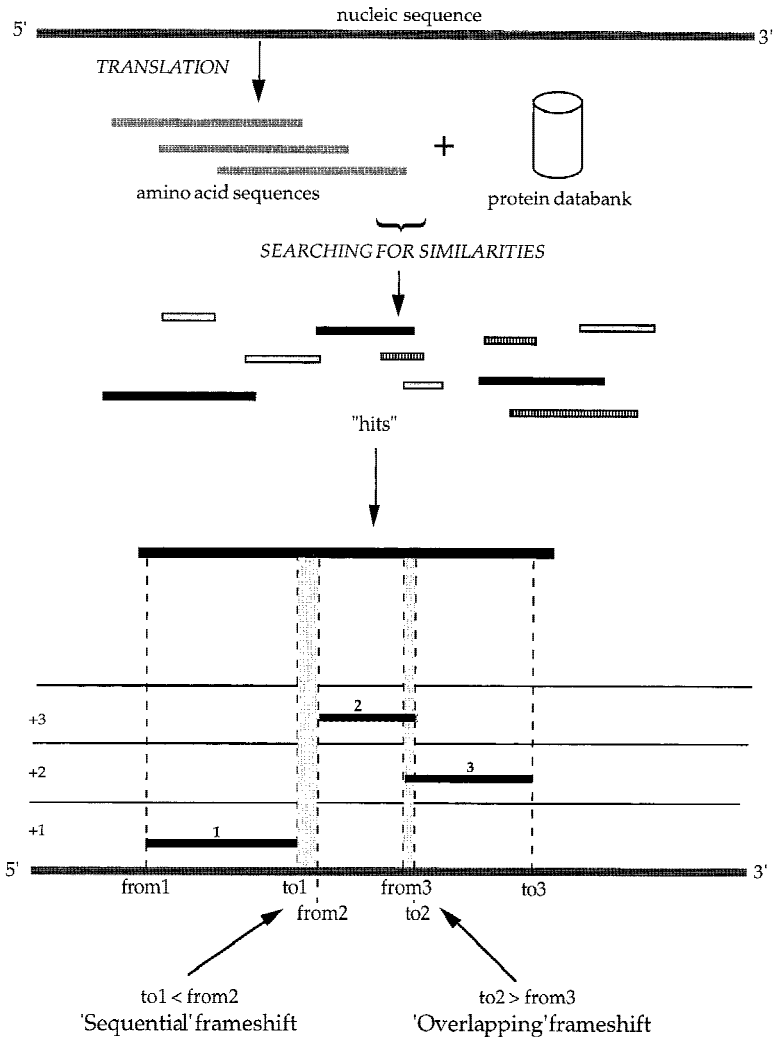 nucleic sequence
5' 3'
TRANSLATION
+
amino acid sequences
protein databank
SEARCHING FOR SIMILARITIES
"hits"
2
+3
3
+2
1
+1
5' 3'
from1 to1 from3 to3
from2 to2
to1 < from2
'Sequential' frameshift
to2 > from3
'Overlapping' frameshift